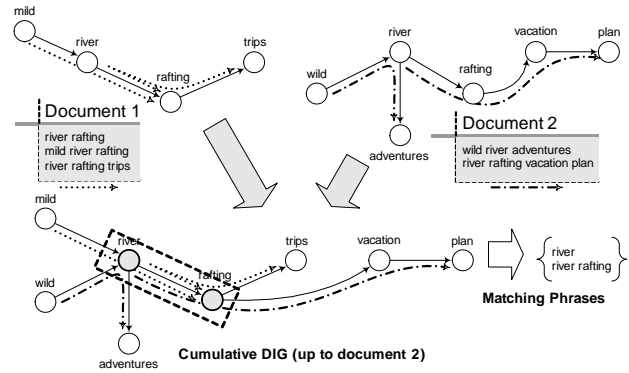 mild
river
rafting
trips
Document 1
river rafting
mild river rafting
river rafting trips
wild
river
rafting
vacation
plan
adventures
Document 2
wild river adventures
river rafting vacation plan
mild
river
wild
rafting
trips
vacation
plan
adventures
river
river rafting
Matching Phrases
Cumulative DIG (up to document 2)